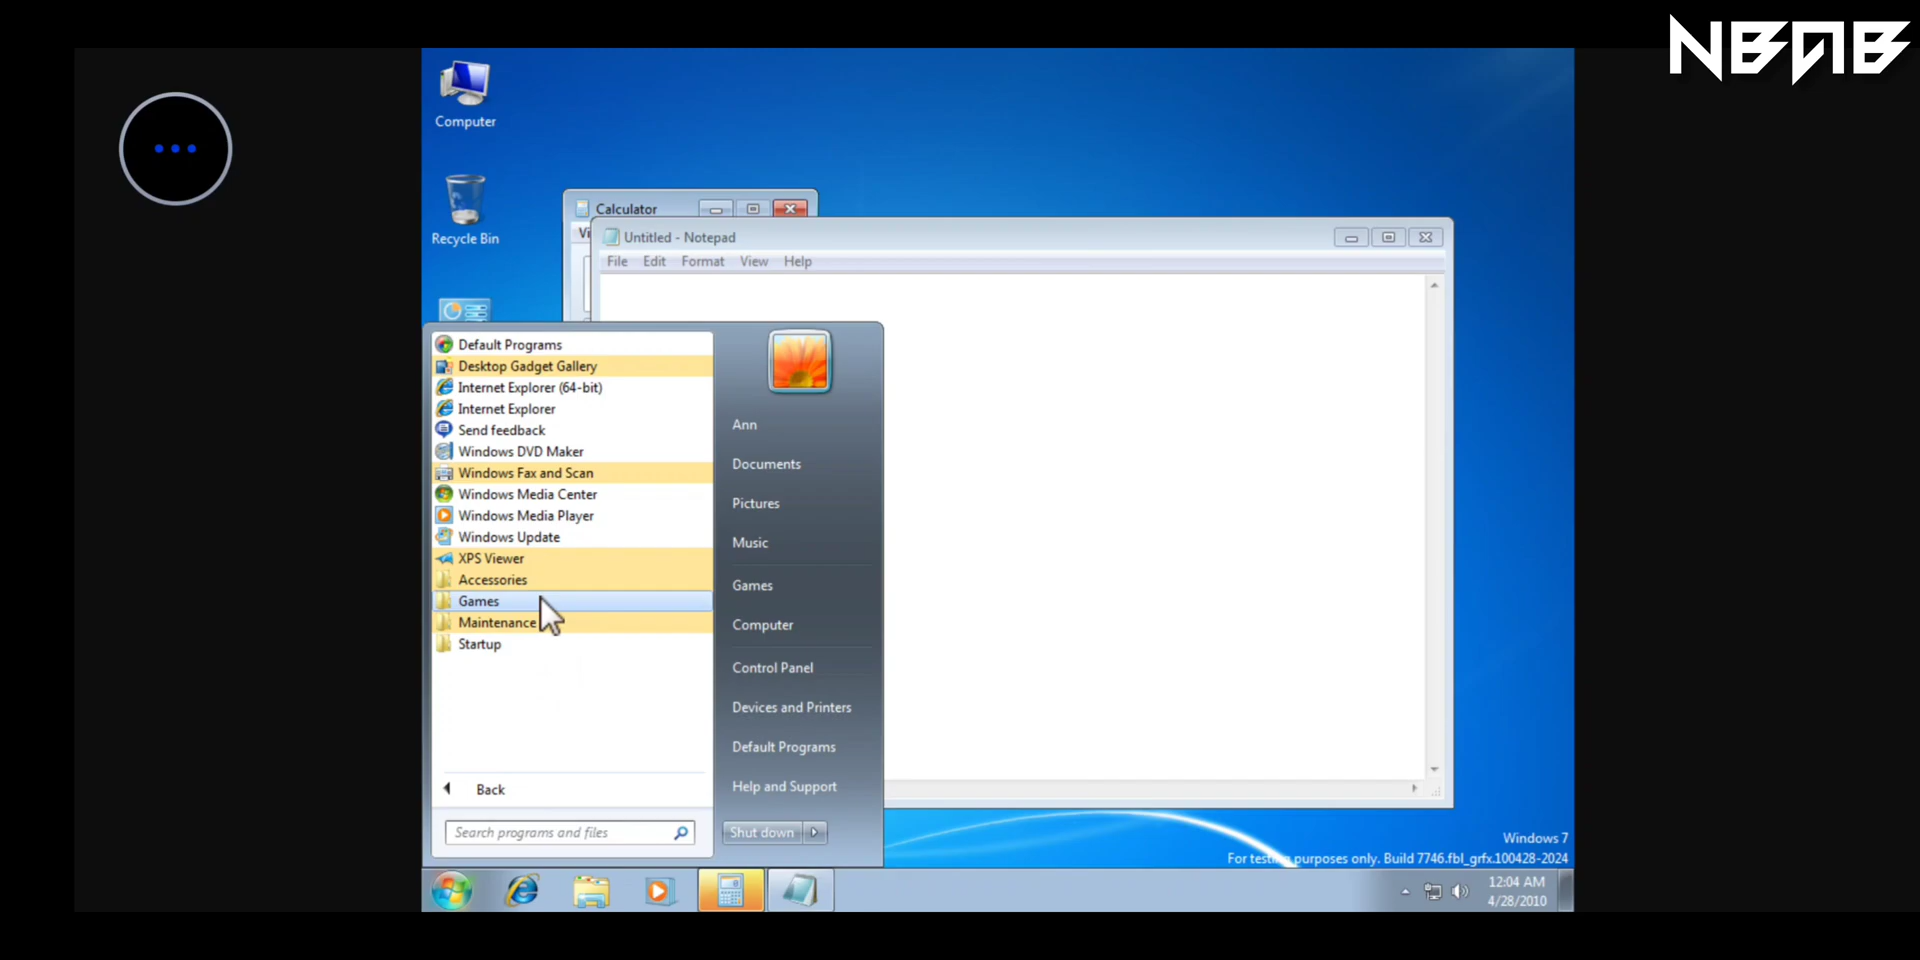 NBAB
Computer
Recycle Bin
Calculator
Vi
Untitled - Notepad
File Edit Format View Help
Default Programs
Desktop Gadget Gallery
Internet Explorer (64-bit)
Internet Explorer
Send feedback
Windows DVD Maker
Windows Fax and Scan
Windows Media Center
Windows Media Player
Windows Update
XPS Viewer
Accessories
Games
Maintenance
Startup
Back
Search programs and files
Ann
Documents
Pictures
Music
Games
Computer
Control Panel
Devices and Printers
Default Programs
Help and Support
Shut down
Windows 7
For testing purposes only. Build 7746.fbl_grfx.100428-2024
12:04 AM
4/28/2010